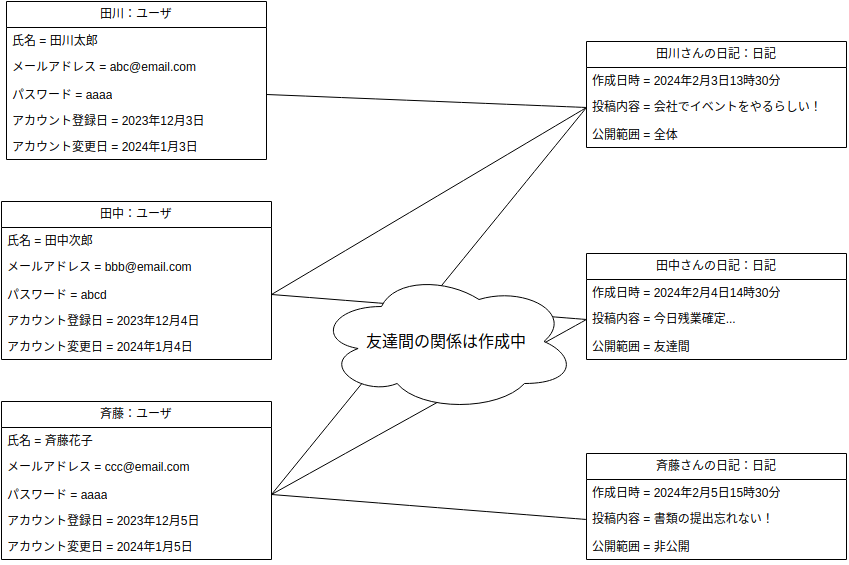 田川：ユーザ
氏名 = 田川太郎
メールアドレス = abc@email.com
パスワード = aaaa
アカウント登録日 = 2023年12月3日
アカウント変更日 = 2024年1月3日
田川さんの日記：日記
作成日時 = 2024年2月3日13時30分
投稿内容 = 会社でイベントをやるらしい！
公開範囲 = 全体
田中：ユーザ
氏名 = 田中次郎
メールアドレス = bbb@email.com
パスワード = abcd
アカウント登録日 = 2023年12月4日
アカウント変更日 = 2024年1月4日
田中さんの日記：日記
作成日時 = 2024年2月4日14時30分
投稿内容 = 今日残業確定...
公開範囲 = 友達間
友達間の関係は作成中
斉藤：ユーザ
氏名 = 斉藤花子
メールアドレス = ccc@email.com
パスワード = aaaa
アカウント登録日 = 2023年12月5日
アカウント変更日 = 2024年1月5日
斉藤さんの日記：日記
作成日時 = 2024年2月5日15時30分
投稿内容 = 書類の提出忘れない！
公開範囲 = 非公開